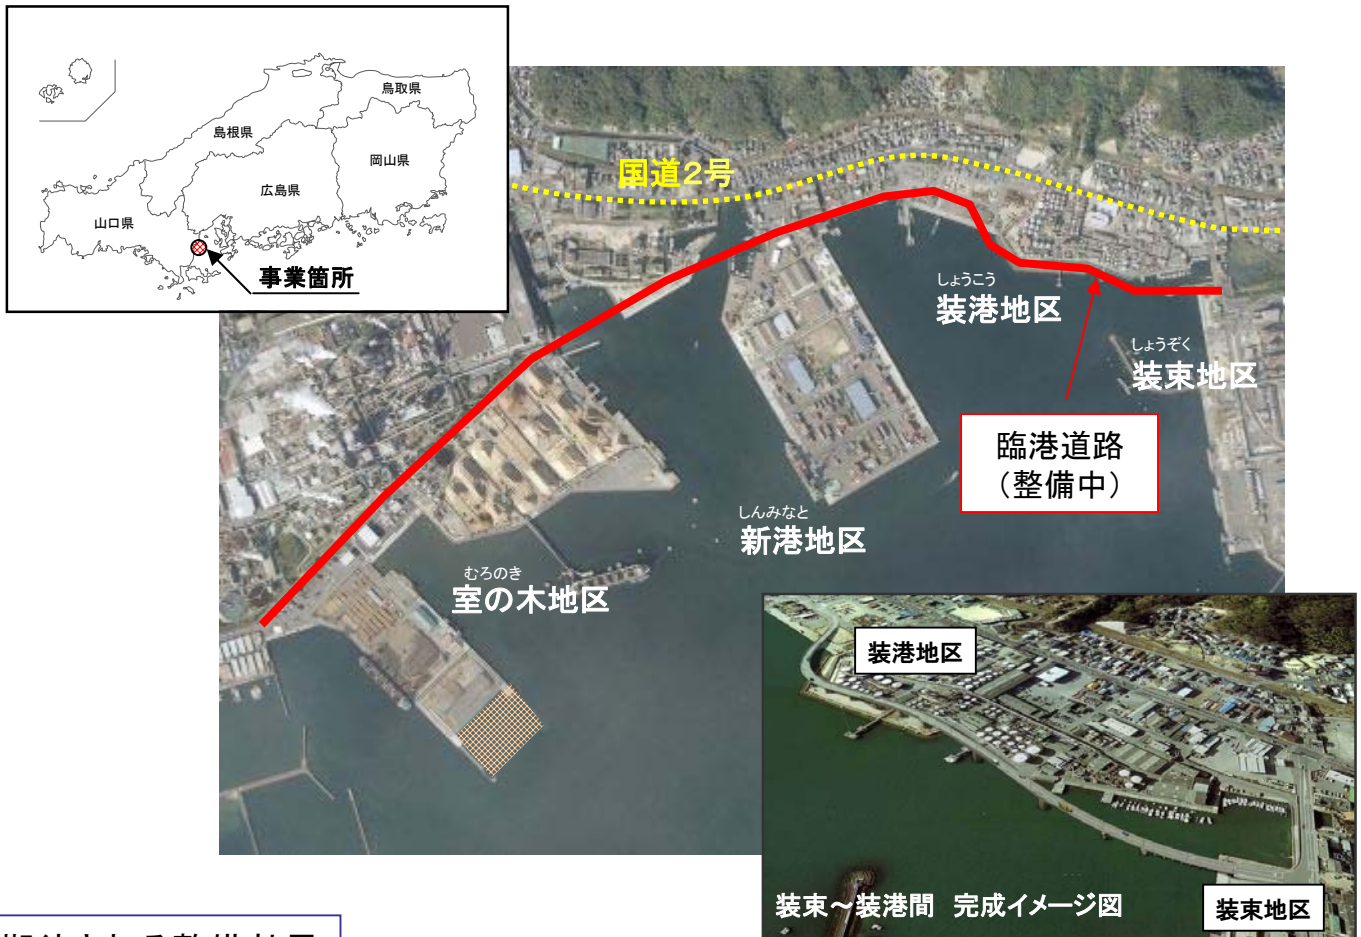 鳥取県
島根県
岡山県
広島県
山口県
事業箇所
国道2号
しょうこう
装港地区
しょうぞく
装束地区
臨港道路
（整備中）
しんみなと
新港地区
むろのき
室の木地区
装港地区
装束～装港間 完成イメージ図
装束地区